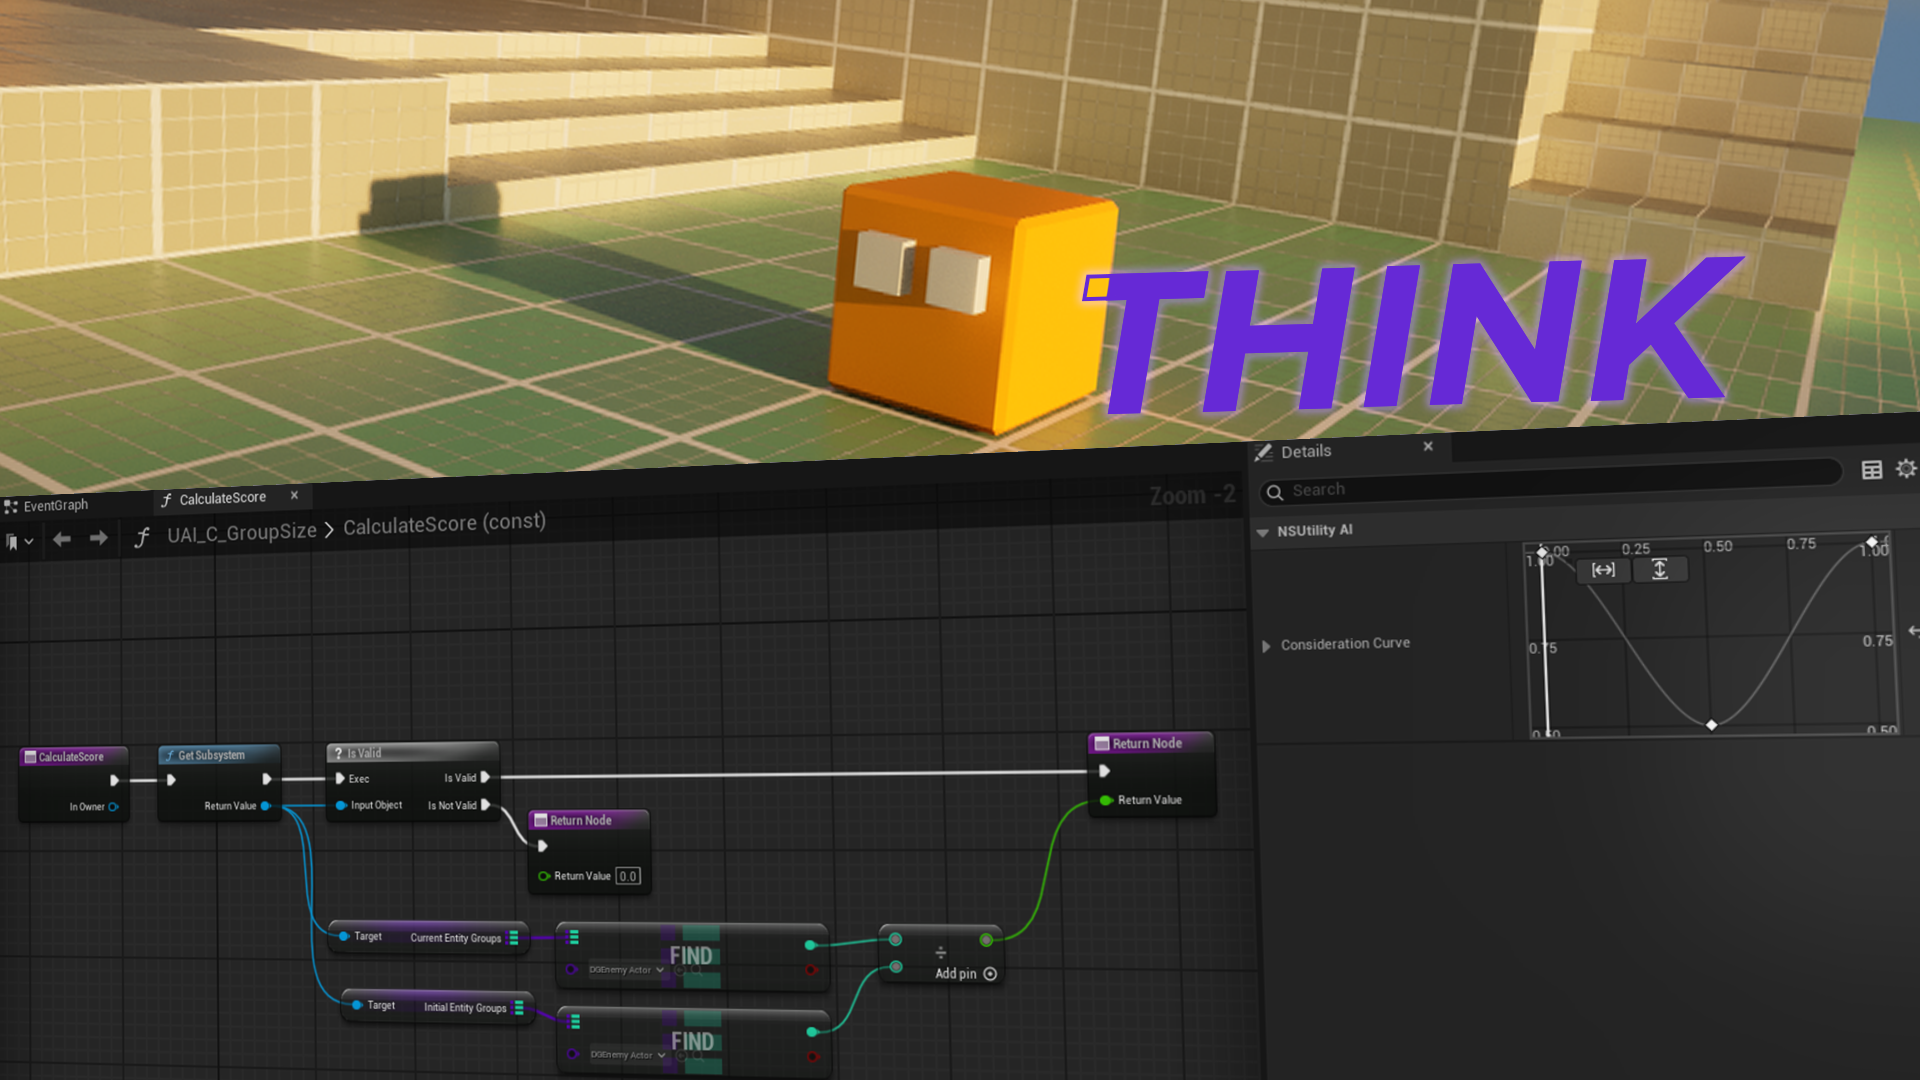 THINK
EventGraph
CalculateScore
UAI_C_GroupSize > CalculateScore (const)
Zoom -2
Details
Search
NSUtility AI
Consideration Curve
0.25 0.50 0.75
1.00 1.00
0.75 0.75
0.50 0.50
CalculateScore
In Owner
Get Subsystem
Return Value
? Is Valid
Exec Is Valid
Input Object Is Not Valid
Return Node
Return Value 0.0
Return Node
Return Value
Target Current Entity Groups
FIND
DGEnemy Actor
÷
Add pin
Target Initial Entity Groups
FIND
DGEnemy Actor